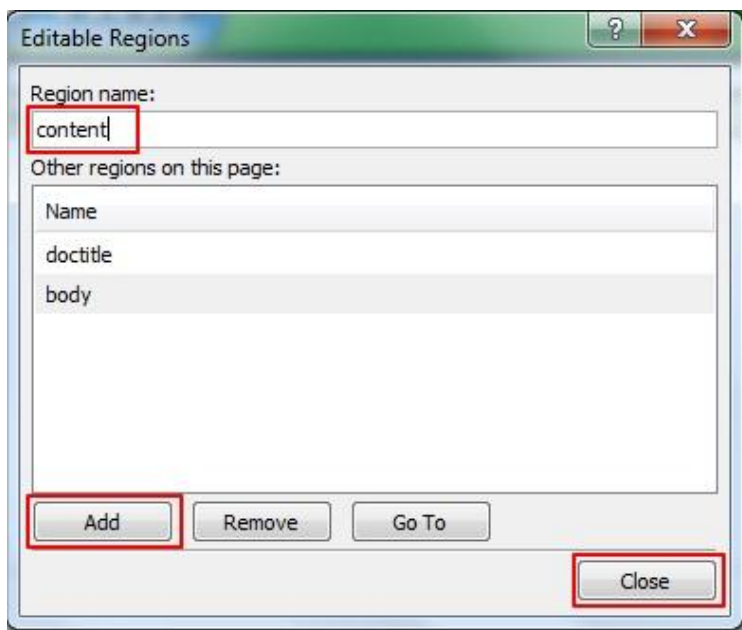 Editable Regions
?
X
Region name:
content
Other regions on this page:
Name
doctitle
body
Add Remove Go To
Close